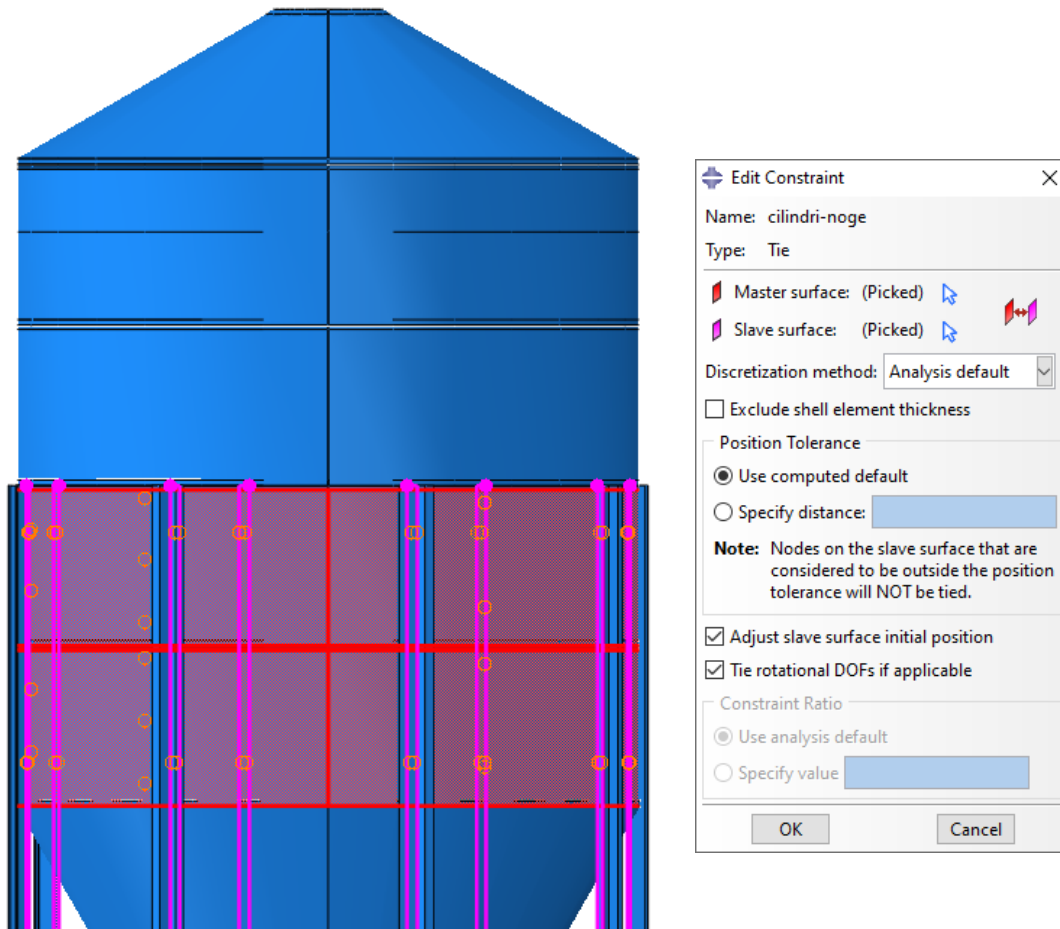 Edit Constraint
Name: cilindri-noge
Type: Tie
Master surface: (Picked)
Slave surface: (Picked)
Discretization method: Analysis default
Exclude shell element thickness
Position Tolerance
Use computed default
Specify distance:
Note: Nodes on the slave surface that are
considered to be outside the position
tolerance will NOT be tied.
Adjust slave surface initial position
Tie rotational DOFs if applicable
Constraint Ratio
Use analysis default
Specify value
OK Cancel